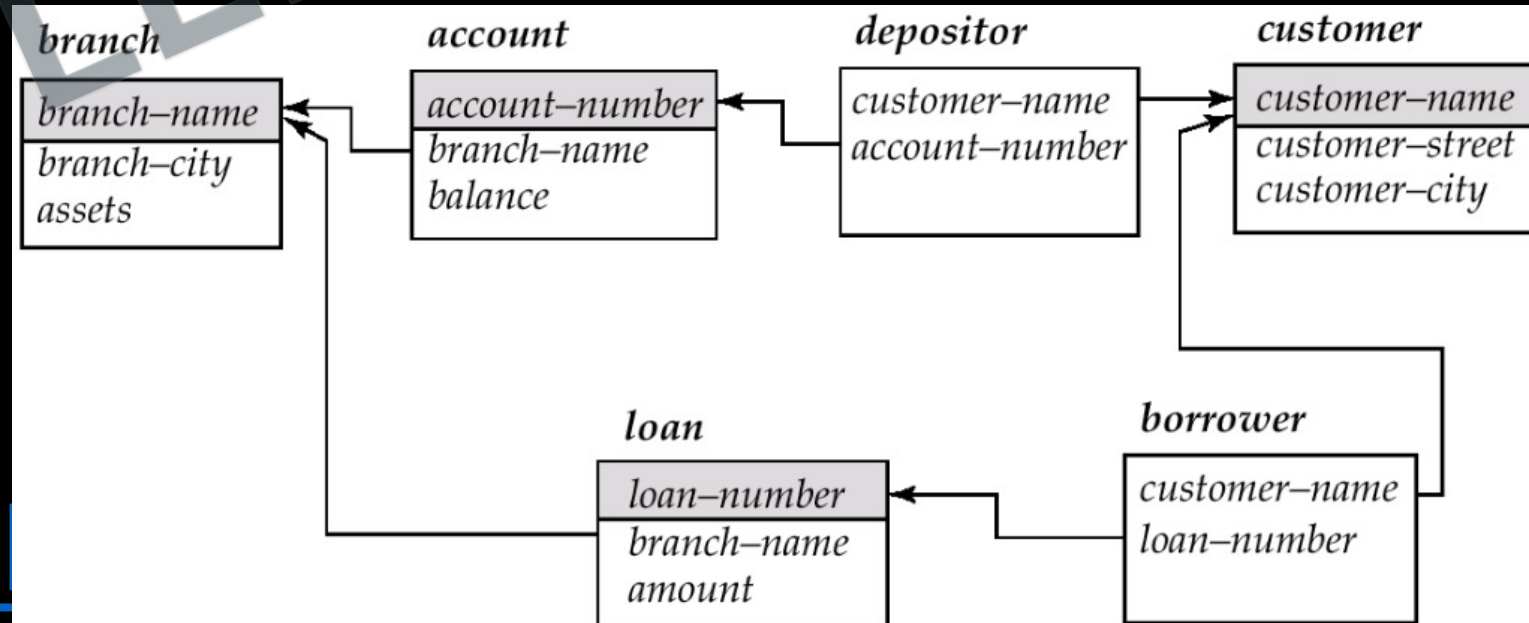 branch
branch–name
branch–city
assets
account
account–number
branch–name
balance
depositor
customer–name
account–number
customer
customer–name
customer–street
customer–city
loan
loan–number
branch–name
amount
borrower
customer–name
loan–number